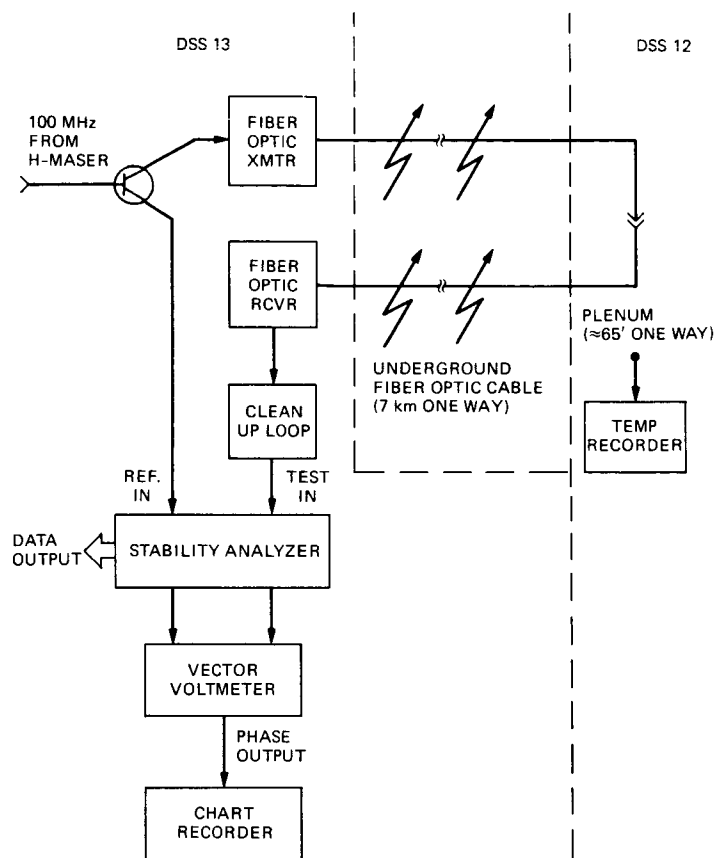 DSS 13
DSS 12
100 MHz
FROM
H-MASER
FIBER
OPTIC
XMTR
FIBER
OPTIC
RCVR
PLENUM
(≈65' ONE WAY)
UNDERGROUND
FIBER OPTIC CABLE
(7 km ONE WAY)
CLEAN
UP LOOP
TEMP
RECORDER
REF.
IN
TEST
IN
DATA
OUTPUT
STABILITY ANALYZER
VECTOR
VOLTMETER
PHASE
OUTPUT
CHART
RECORDER